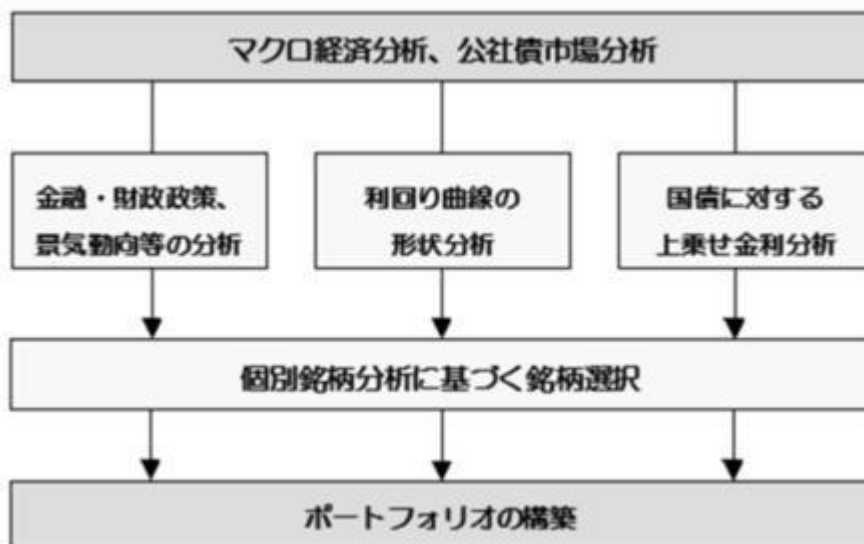 マクロ経済分析、公社債市場分析
金融・財政政策、
景気動向等の分析
利回り曲線の
形状分析
国債に対する
上乗せ金利分析
個別銘柄分析に基づく銘柄選択
ポートフォリオの構築